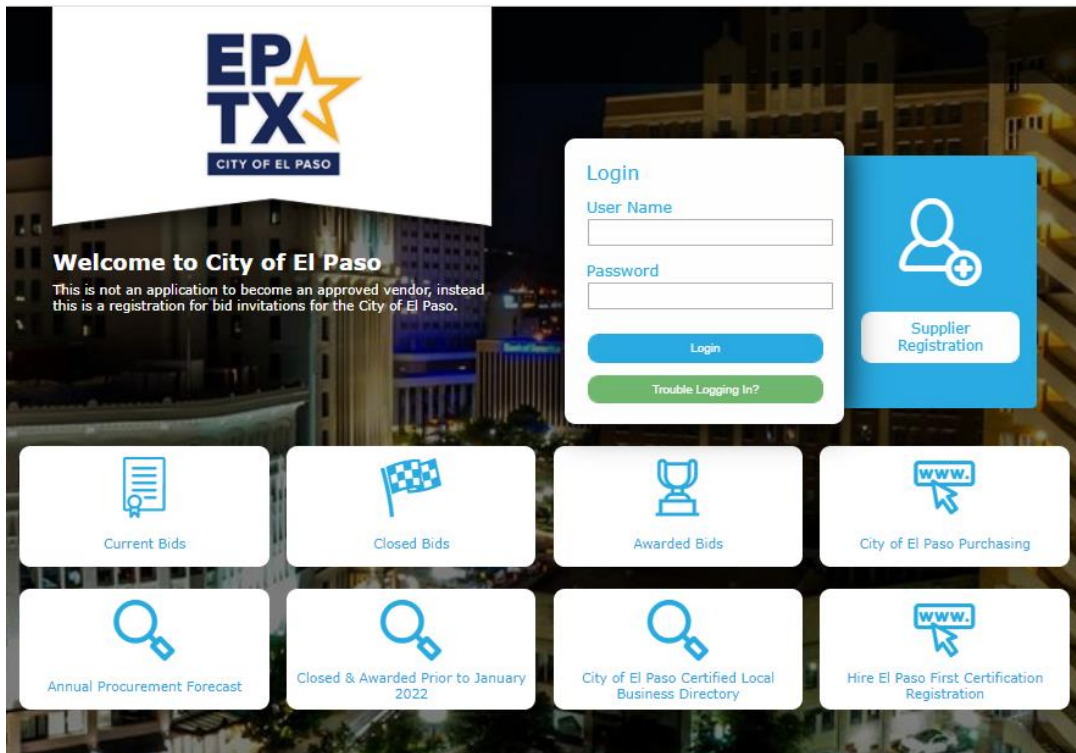 EP
TX
CITY OF EL PASO
Welcome to City of El Paso
This is not an application to become an approved vendor, instead
this is a registration for bid invitations for the City of El Paso.
Login
User Name
Password
Login
Trouble Logging In?
Supplier
Registration
Bank of America
Current Bids
Closed Bids
Awarded Bids
www.
City of El Paso Purchasing
Annual Procurement Forecast
Closed & Awarded Prior to January
2022
City of El Paso Certified Local
Business Directory
www.
Hire El Paso First Certification
Registration